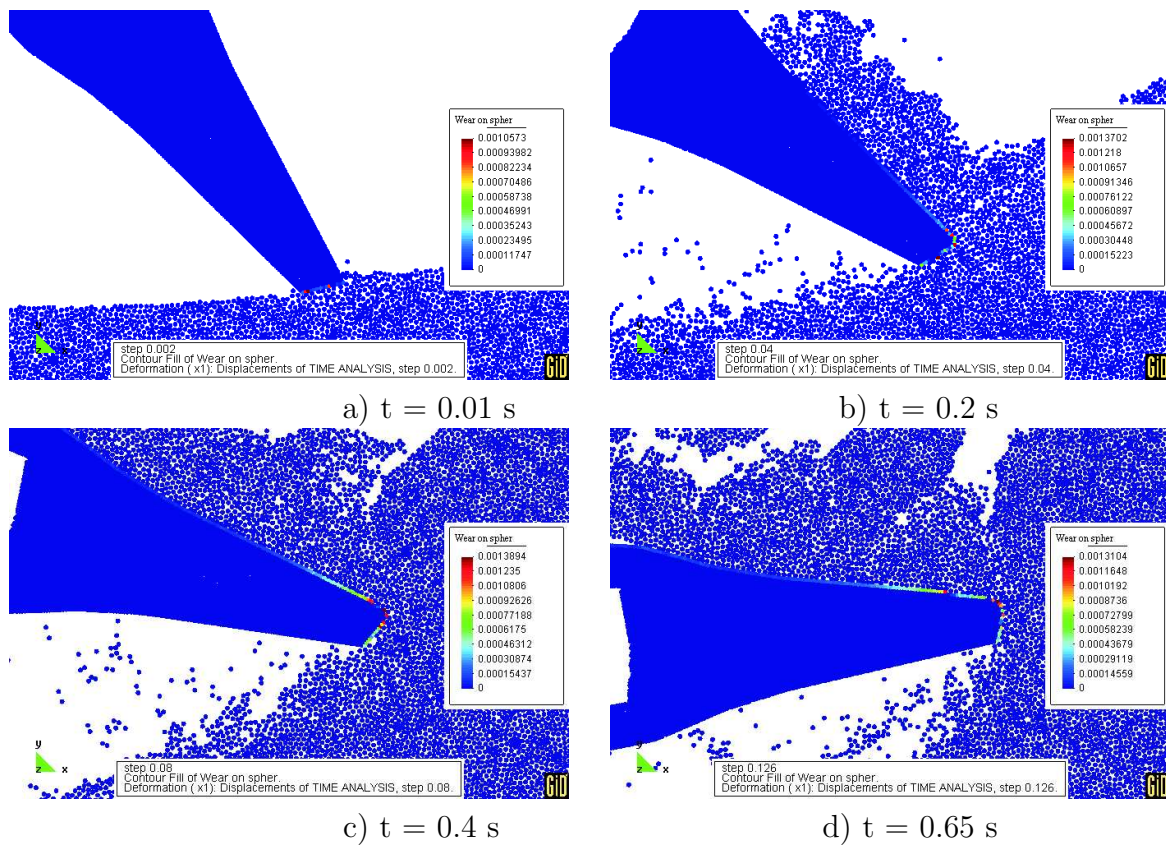 Wear on spher
0.0010573
0.00093982
0.00082234
0.00070486
0.00058738
0.00046991
0.00035243
0.00023495
0.00011747
0
y
z x
step 0.002
Contour Fill of Wear on spher.
Deformation ( x1): Displacements of TIME ANALYSIS, step 0.002.
GiD
a) t = 0.01 s
Wear on spher
0.0013702
0.001218
0.0010657
0.00091346
0.00076122
0.00060897
0.00045672
0.00030448
0.00015223
0
y
z x
step 0.04
Contour Fill of Wear on spher.
Deformation ( x1): Displacements of TIME ANALYSIS, step 0.04.
GiD
b) t = 0.2 s
Wear on spher
0.0013894
0.001235
0.0010806
0.00092626
0.00077188
0.0006175
0.00046312
0.00030874
0.00015437
0
y
z x
step 0.08
Contour Fill of Wear on spher.
Deformation ( x1): Displacements of TIME ANALYSIS, step 0.08.
GiD
c) t = 0.4 s
Wear on spher
0.0013104
0.0011648
0.0010192
0.0008736
0.00072799
0.00058239
0.00043679
0.00029119
0.00014559
0
y
z x
step 0.126
Contour Fill of Wear on spher.
Deformation ( x1): Displacements of TIME ANALYSIS, step 0.126.
GiD
d) t = 0.65 s